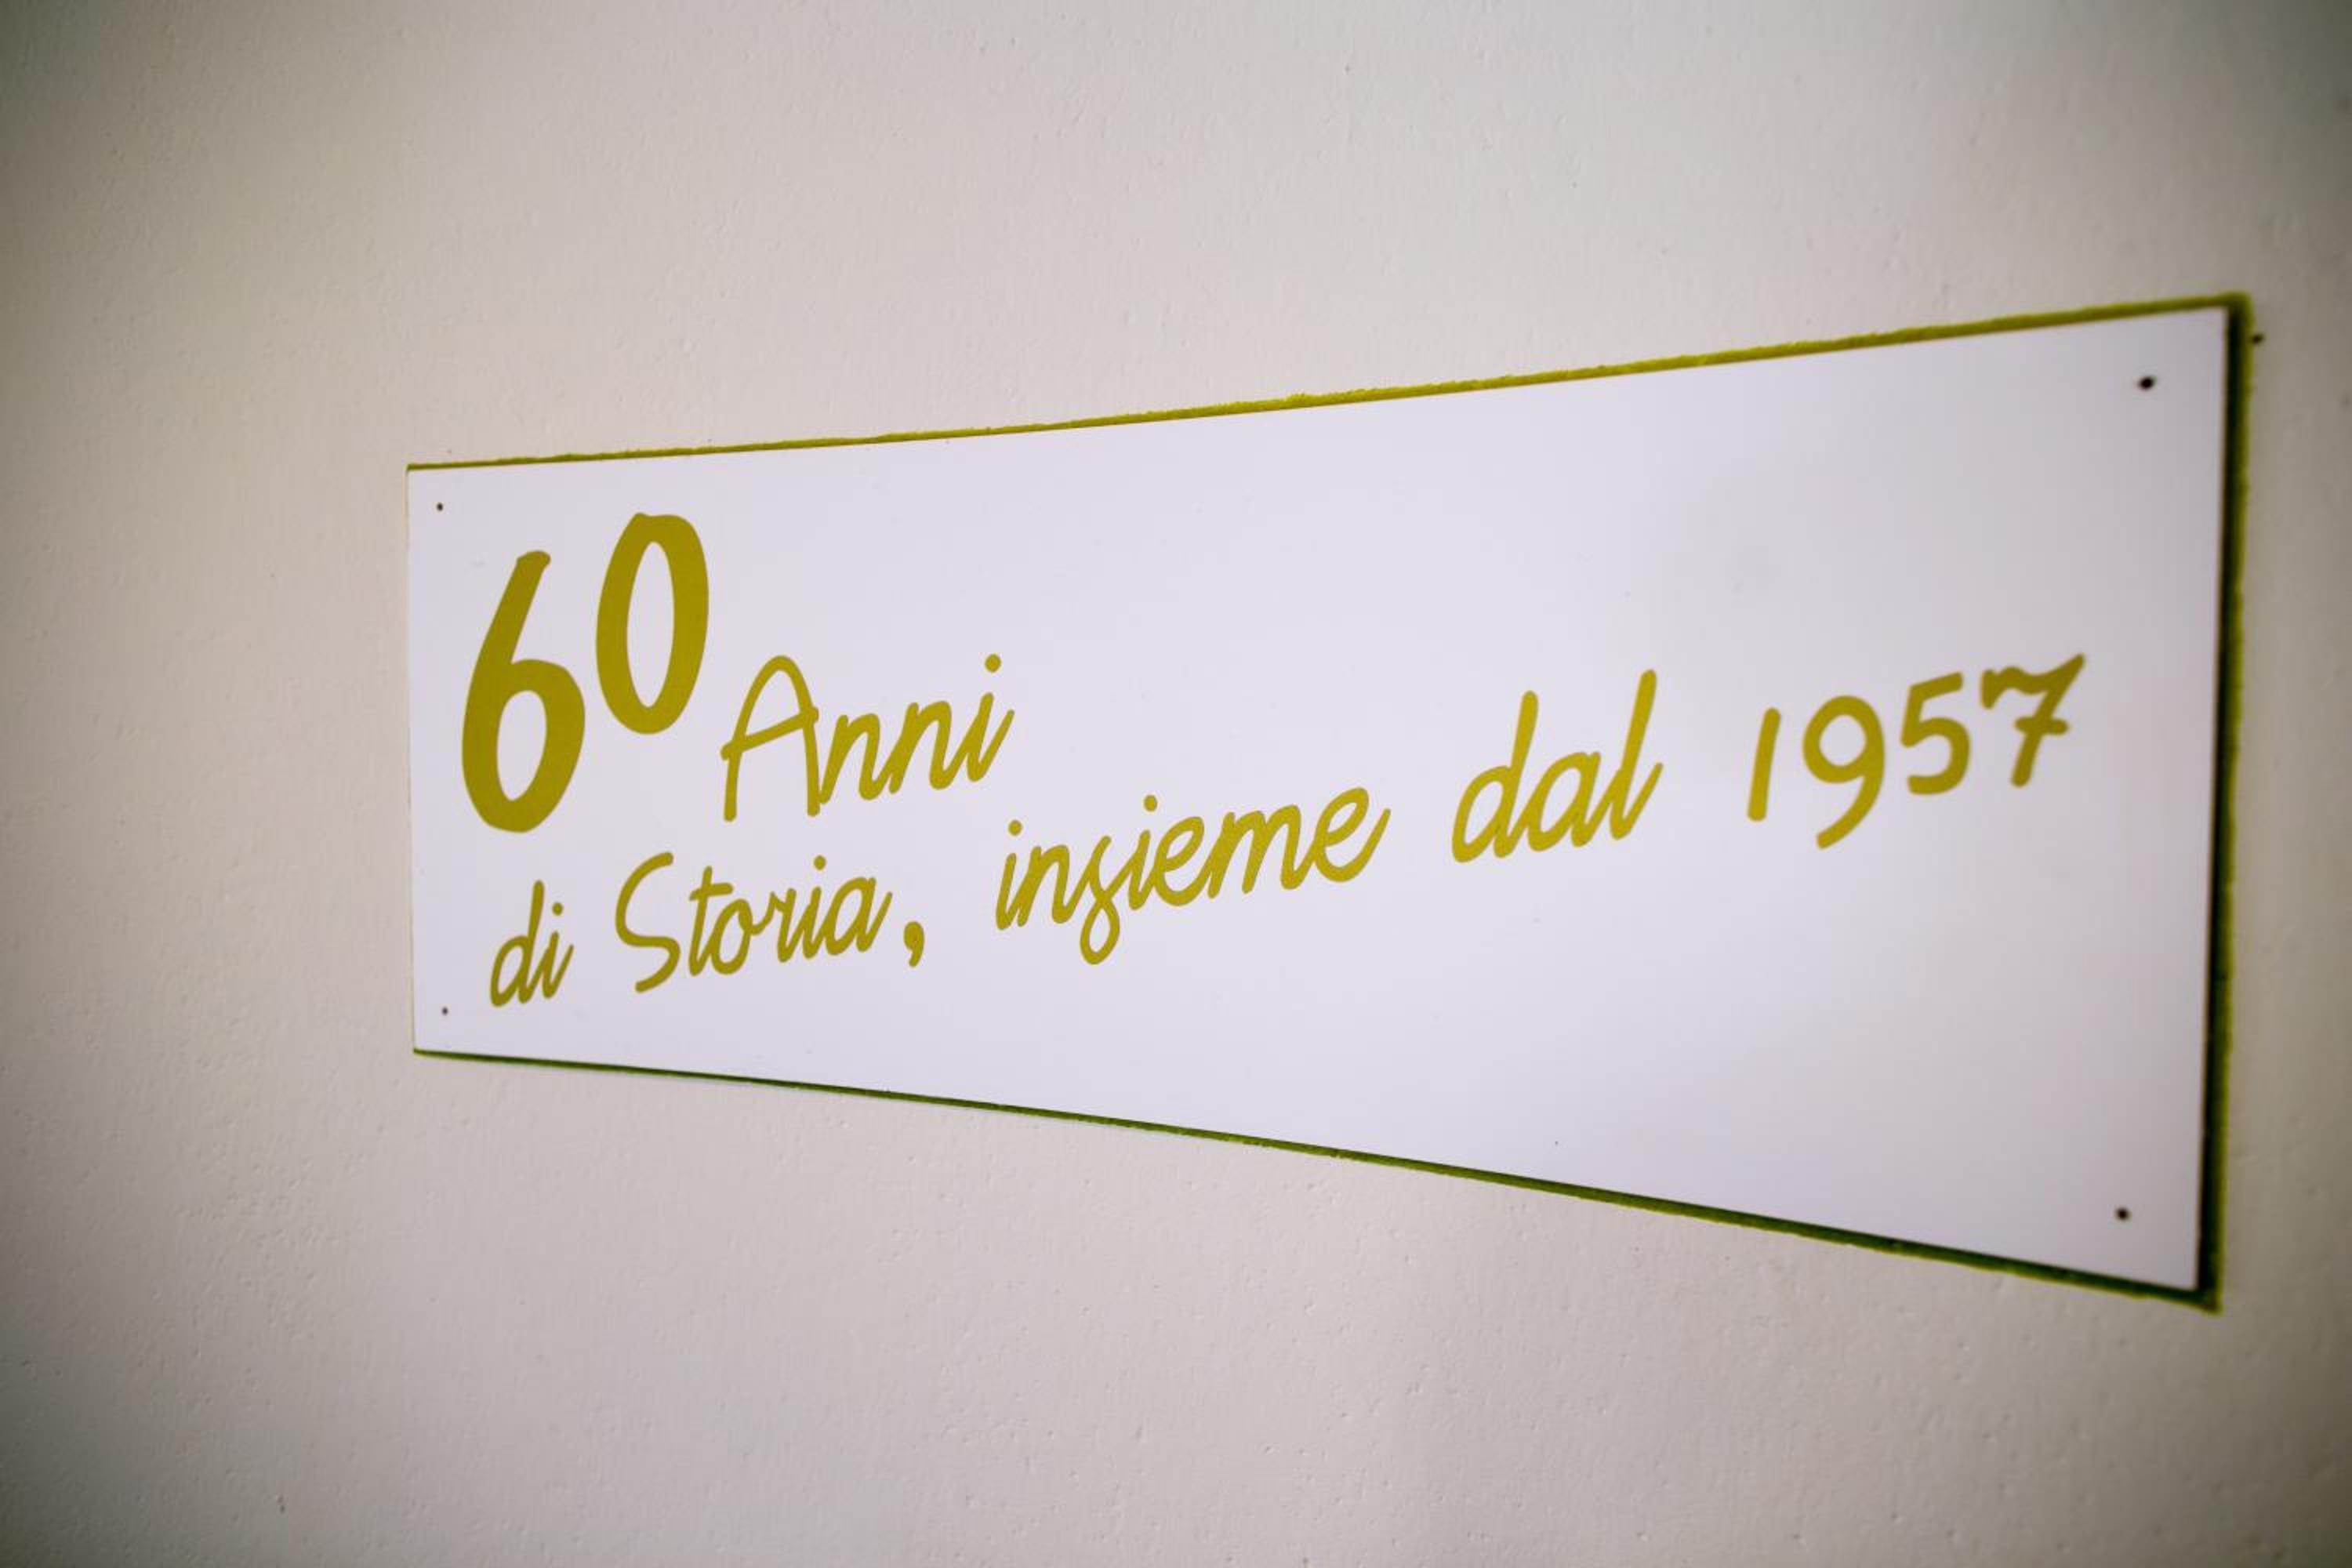 60 Anni
di Storia, insieme dal 1957